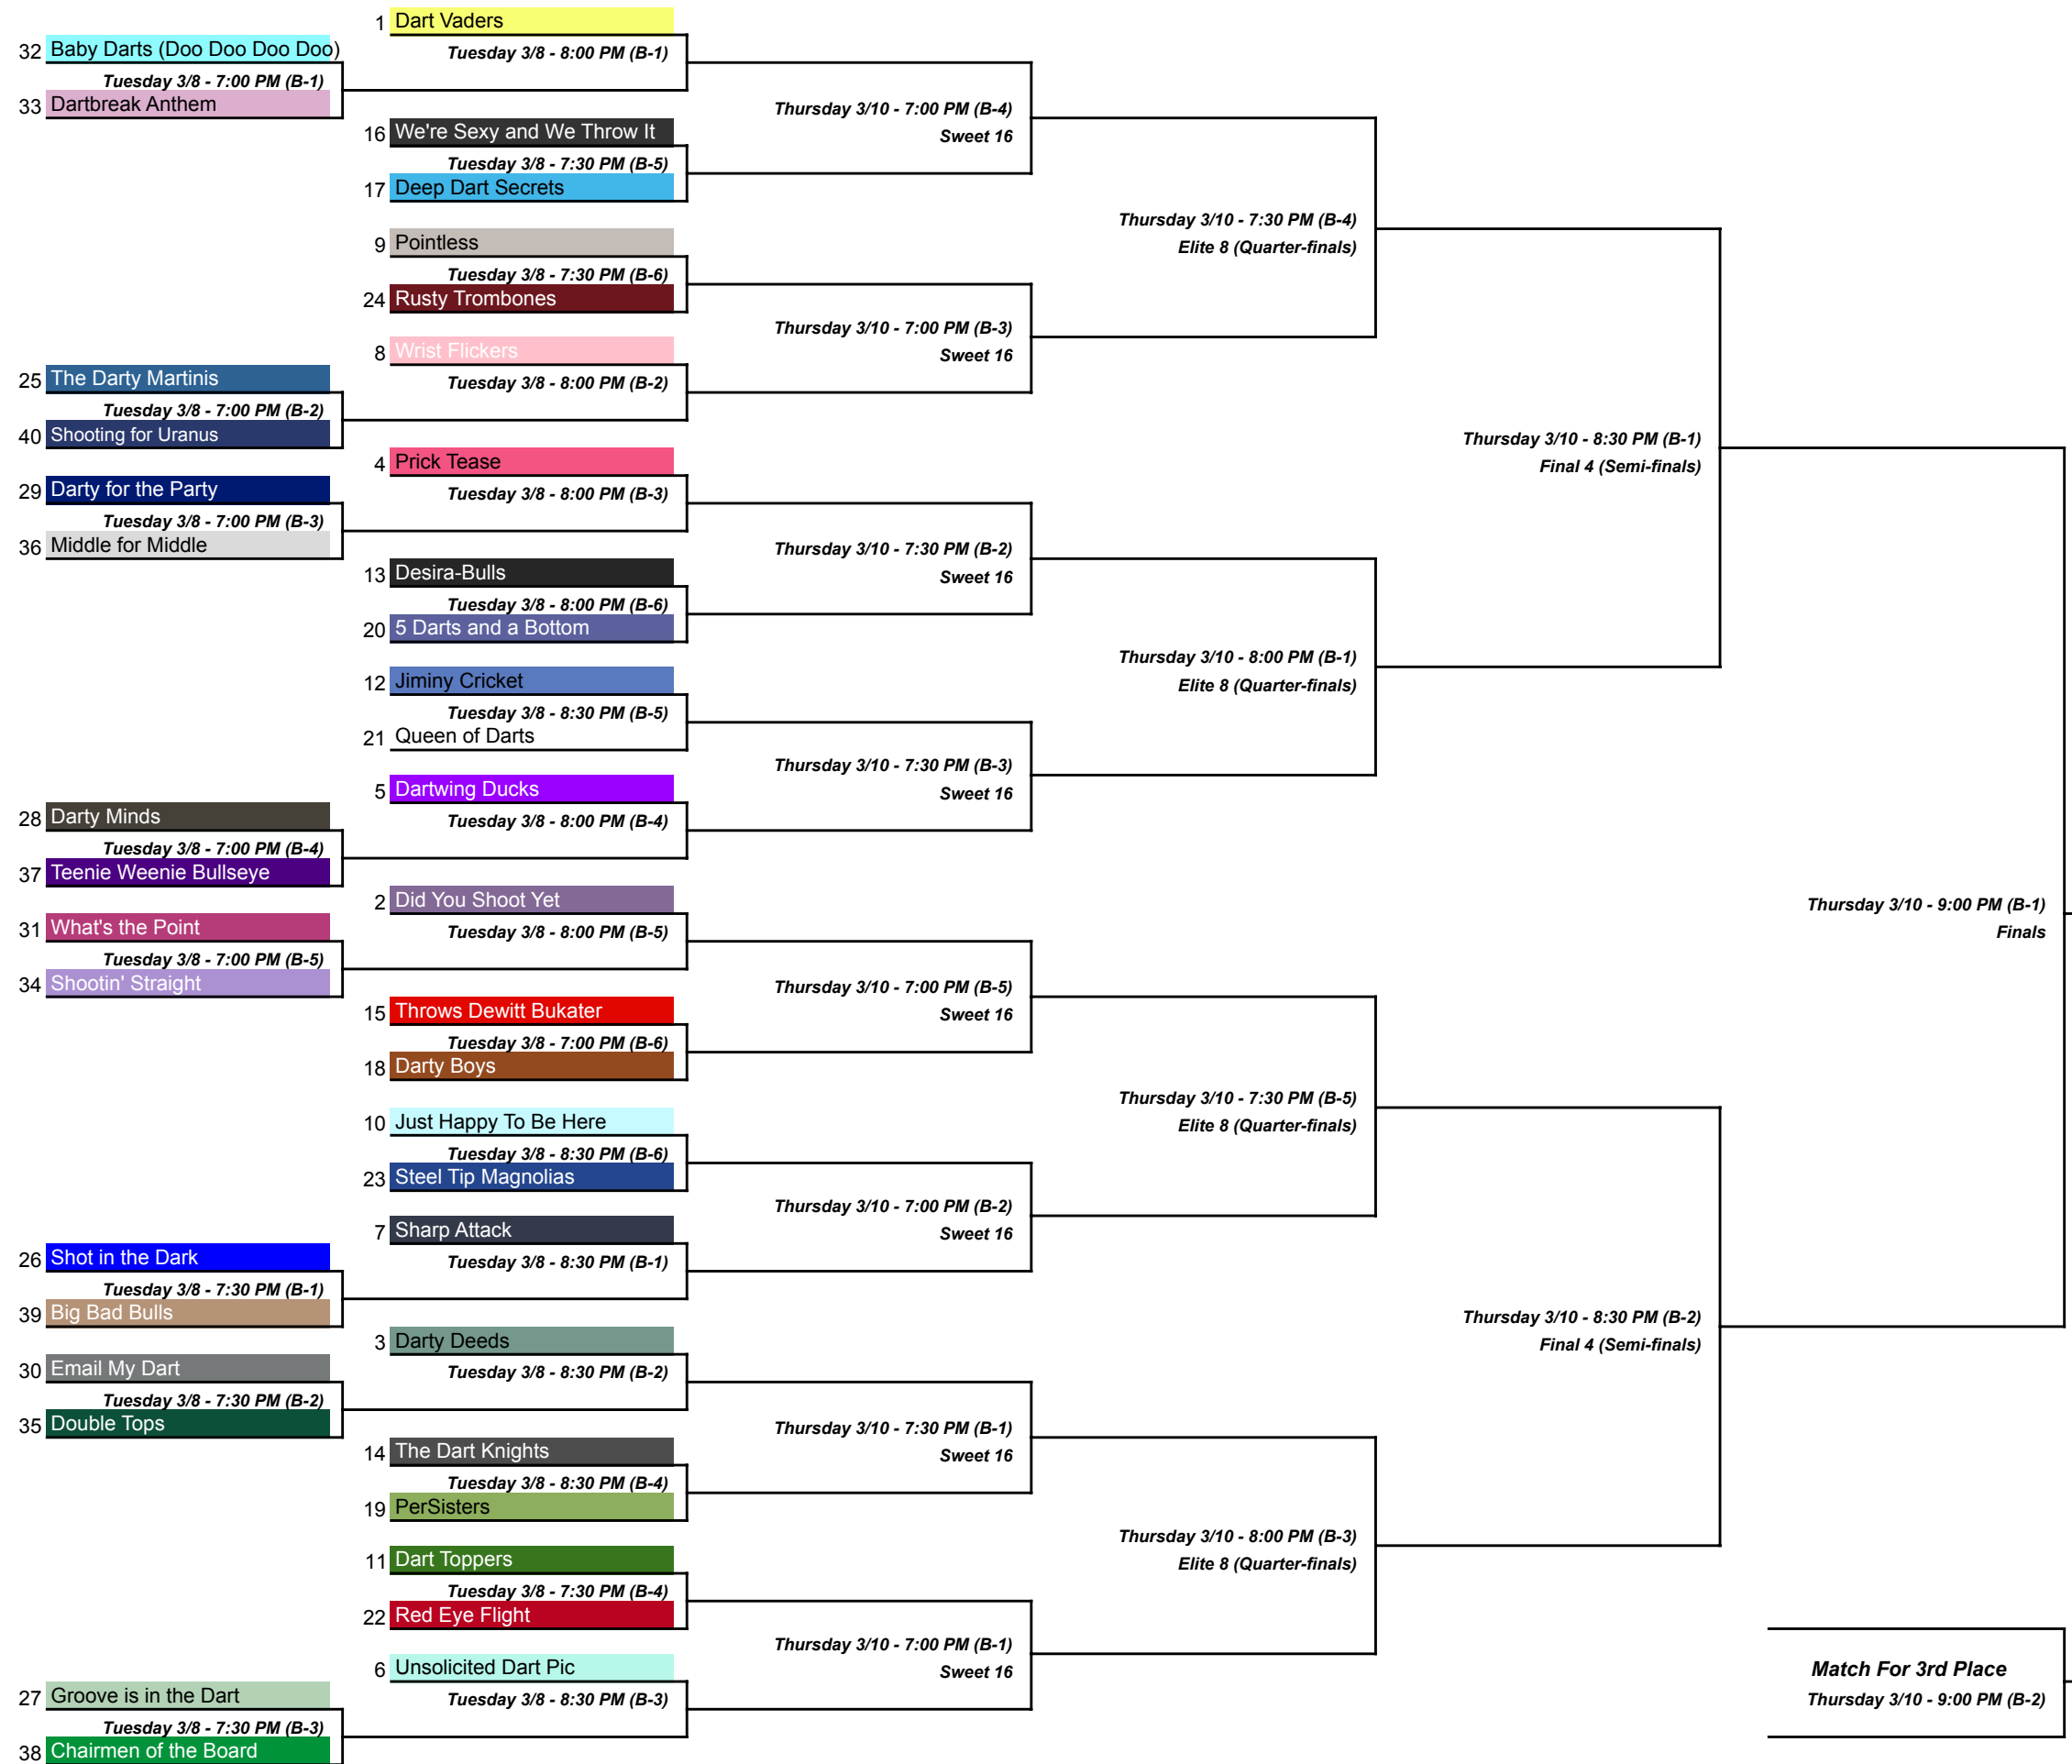 1 Dart Vaders
32 Baby Darts (Doo Doo Doo Doo)
Tuesday 3/8 - 8:00 PM (B-1)
Tuesday 3/8 - 7:00 PM (B-1)
33 Dartbreak Anthem
Thursday 3/10 - 7:00 PM (B-4)
Sweet 16
16 We're Sexy and We Throw It
Tuesday 3/8 - 7:30 PM (B-5)
17 Deep Dart Secrets
Thursday 3/10 - 7:30 PM (B-4)
Elite 8 (Quarter-finals)
9 Pointless
Tuesday 3/8 - 7:30 PM (B-6)
24 Rusty Trombones
Thursday 3/10 - 7:00 PM (B-3)
Sweet 16
8 Wrist Flickers
25 The Darty Martinis
Tuesday 3/8 - 8:00 PM (B-2)
Tuesday 3/8 - 7:00 PM (B-2)
40 Shooting for Uranus
Thursday 3/10 - 8:30 PM (B-1)
Final 4 (Semi-finals)
4 Prick Tease
29 Darty for the Party
Tuesday 3/8 - 8:00 PM (B-3)
Tuesday 3/8 - 7:00 PM (B-3)
36 Middle for Middle
Thursday 3/10 - 7:30 PM (B-2)
Sweet 16
13 Desira-Bulls
Tuesday 3/8 - 8:00 PM (B-6)
20 5 Darts and a Bottom
Thursday 3/10 - 8:00 PM (B-1)
Elite 8 (Quarter-finals)
12 Jiminy Cricket
Tuesday 3/8 - 8:30 PM (B-5)
21 Queen of Darts
Thursday 3/10 - 7:30 PM (B-3)
Sweet 16
5 Dartwing Ducks
28 Darty Minds
Tuesday 3/8 - 8:00 PM (B-4)
Tuesday 3/8 - 7:00 PM (B-4)
37 Teenie Weenie Bullseye
2 Did You Shoot Yet
Thursday 3/10 - 9:00 PM (B-1)
Finals
31 What's the Point
Tuesday 3/8 - 8:00 PM (B-5)
Tuesday 3/8 - 7:00 PM (B-5)
34 Shootin' Straight
Thursday 3/10 - 7:00 PM (B-5)
Sweet 16
15 Throws Dewitt Bukater
Tuesday 3/8 - 7:00 PM (B-6)
18 Darty Boys
Thursday 3/10 - 7:30 PM (B-5)
Elite 8 (Quarter-finals)
10 Just Happy To Be Here
Tuesday 3/8 - 8:30 PM (B-6)
23 Steel Tip Magnolias
Thursday 3/10 - 7:00 PM (B-2)
Sweet 16
7 Sharp Attack
26 Shot in the Dark
Tuesday 3/8 - 8:30 PM (B-1)
Tuesday 3/8 - 7:30 PM (B-1)
39 Big Bad Bulls
Thursday 3/10 - 8:30 PM (B-2)
Final 4 (Semi-finals)
3 Darty Deeds
30 Email My Dart
Tuesday 3/8 - 8:30 PM (B-2)
Tuesday 3/8 - 7:30 PM (B-2)
35 Double Tops
Thursday 3/10 - 7:30 PM (B-1)
Sweet 16
14 The Dart Knights
Tuesday 3/8 - 8:30 PM (B-4)
19 PerSisters
Thursday 3/10 - 8:00 PM (B-3)
Elite 8 (Quarter-finals)
11 Dart Toppers
Tuesday 3/8 - 7:30 PM (B-4)
22 Red Eye Flight
Thursday 3/10 - 7:00 PM (B-1)
Sweet 16
6 Unsolicited Dart Pic
27 Groove is in the Dart
Tuesday 3/8 - 8:30 PM (B-3)
Tuesday 3/8 - 7:30 PM (B-3)
38 Chairmen of the Board
Match For 3rd Place
Thursday 3/10 - 9:00 PM (B-2)